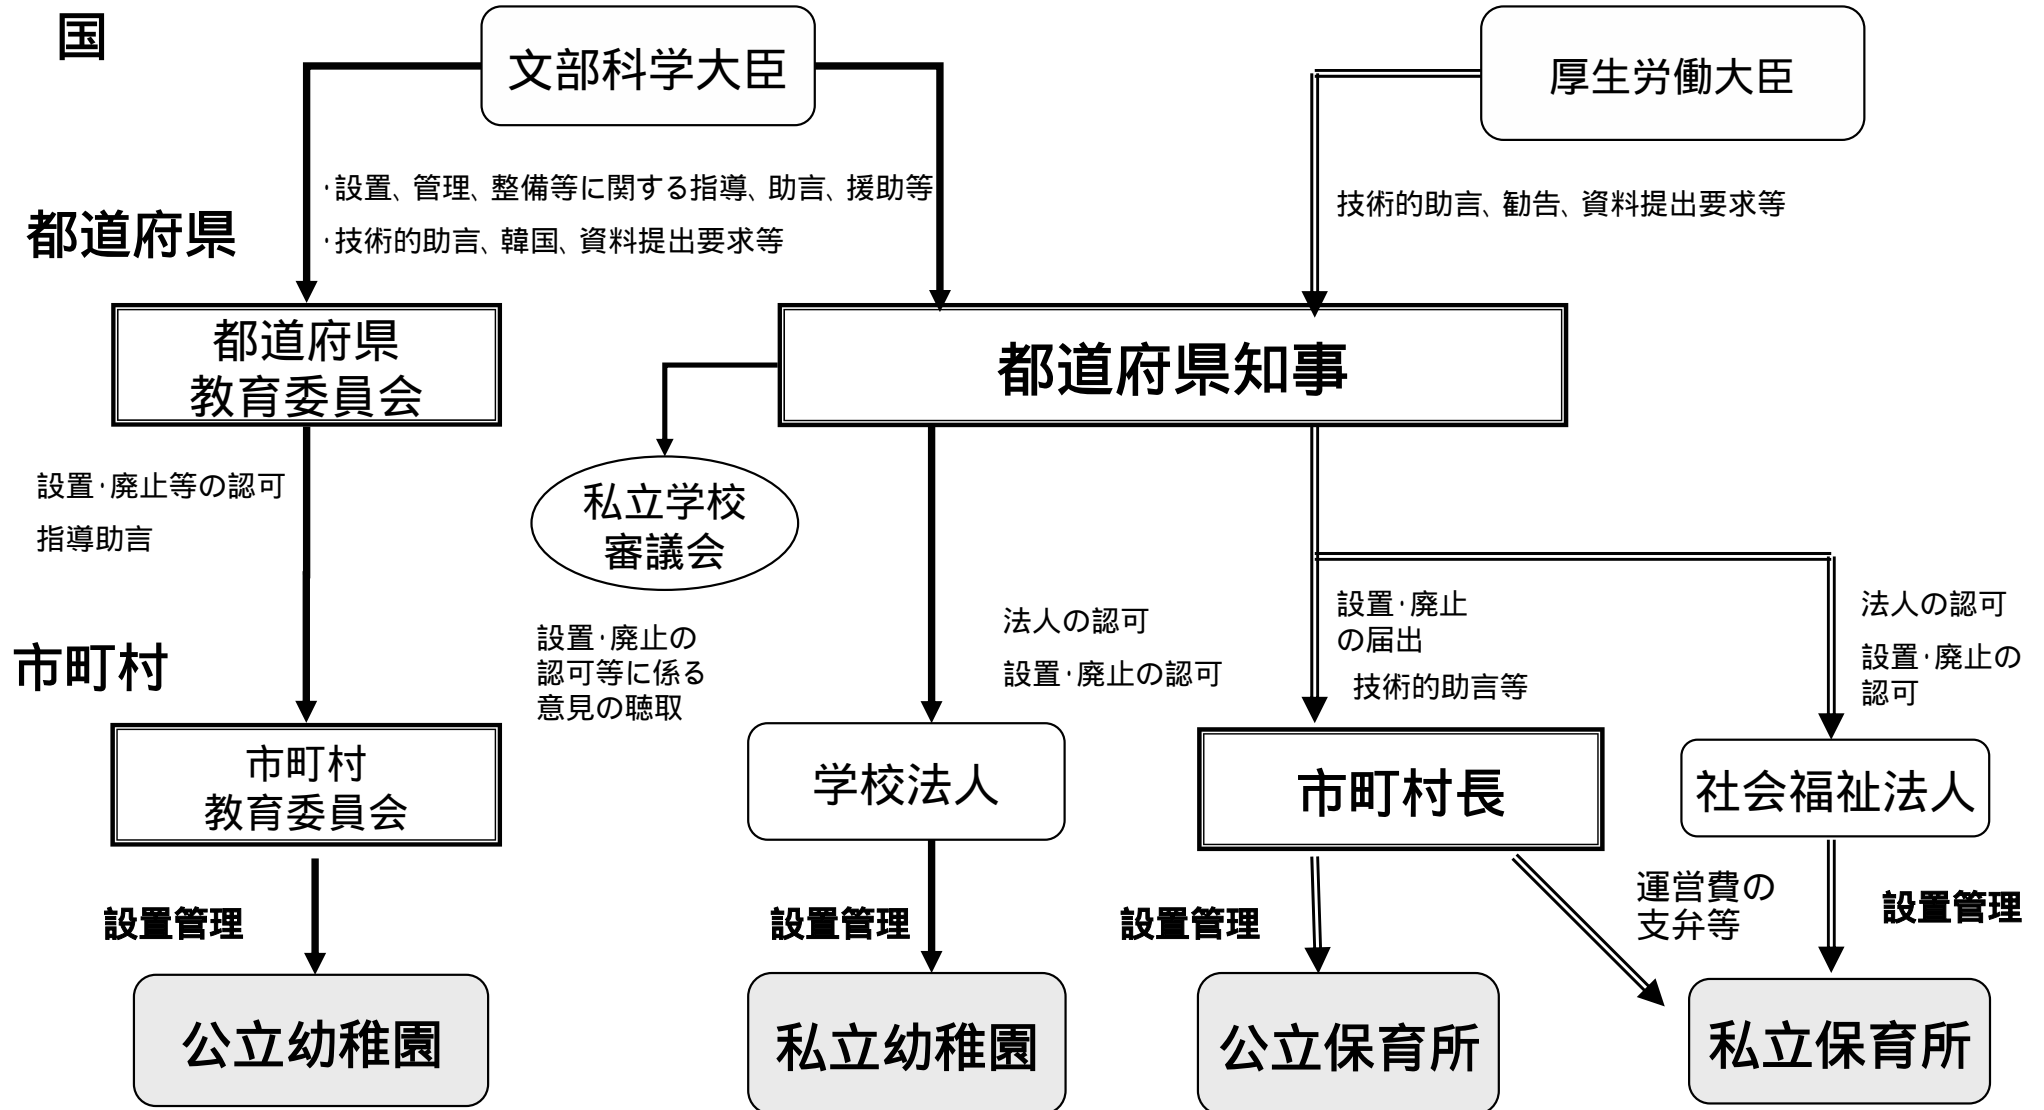 国
文部科学大臣
厚生労働大臣
・設置、管理、整備等に関する指導、助言、援助等
・技術的助言、韓国、資料提出要求等
技術的助言、勧告、資料提出要求等
都道府県
都道府県
教育委員会
都道府県知事
設置・廃止等の認可
指導助言
私立学校
審議会
設置・廃止の
認可等に係る
意見の聴取
法人の認可
設置・廃止の認可
設置・廃止
の届出
技術的助言等
法人の認可
設置・廃止の
認可
市町村
市町村
教育委員会
学校法人
市町村長
社会福祉法人
設置管理
設置管理
設置管理
運営費の
支弁等
設置管理
公立幼稚園
私立幼稚園
公立保育所
私立保育所